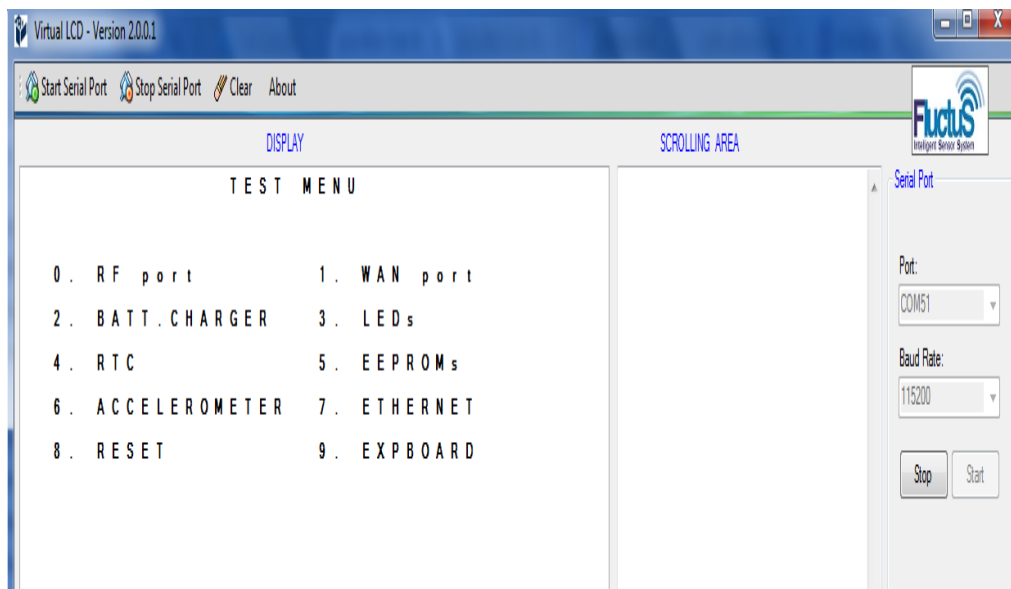 Virtual LCD - Version 2.0.0.1
Start Serial Port Stop Serial Port Clear About
FluctuS
Intelligent Sensor System
DISPLAY
SCROLLING AREA
TEST MENU
0. RF port 1. WAN port
2. BATT.CHARGER 3. LEDs
4. RTC 5. EEPROMs
6. ACCELEROMETER 7. ETHERNET
8. RESET 9. EXPBOARD
Serial Port
Port:
COM51
Baud Rate:
115200
Stop Start